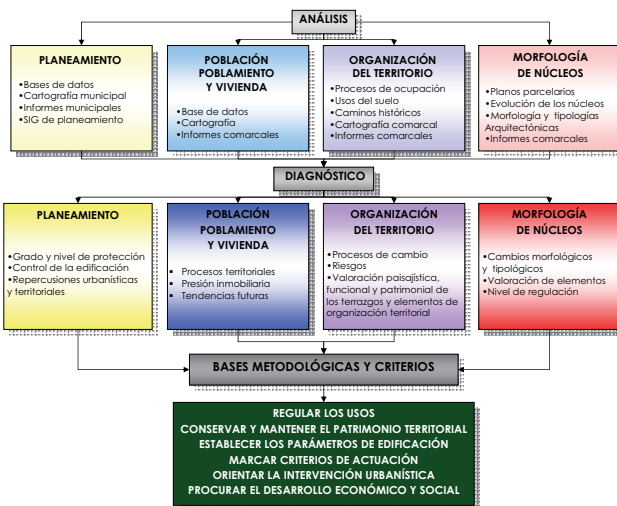 ANÁLISIS
PLANEAMIENTO
•Bases de datos
•Cartografía municipal
•Informes municipales
•SIG de planeamiento
POBLACIÓN
POBLAMIENTO
Y VIVIENDA
•Base de datos
•Cartografía
•Informes comarcales
ORGANIZACIÓN
DEL TERRITORIO
•Procesos de ocupación
•Usos del suelo
•Caminos históricos
•Cartografía comarcal
•Informes comarcales
MORFOLOGÍA
DE NÚCLEOS
•Planos parcelarios
•Evolución de los núcleos
•Morfología y tipologías
Arquitectónicas
•Informes comarcales
DIAGNÓSTICO
PLANEAMIENTO
•Grado y nivel de protección
•Control de la edificación
•Repercusiones urbanísticas
y territoriales
POBLACIÓN
POBLAMIENTO
Y VIVIENDA
▪ Procesos territoriales
▪ Presión inmobiliaria
▪ Tendencias futuras
ORGANIZACIÓN
DEL TERRITORIO
•Procesos de cambio
•Riesgos
•Valoración paisajística,
funcional y patrimonial de
los terrazgos y elementos de
organización territorial
MORFOLOGÍA
DE NÚCLEOS
•Cambios morfológicos
y tipológicos
•Valoración de elementos
•Nivel de regulación
BASES METODOLÓGICAS Y CRITERIOS
REGULAR LOS USOS
CONSERVAR Y MANTENER EL PATRIMONIO TERRITORIAL
ESTABLECER LOS PARÁMETROS DE EDIFICACIÓN
MARCAR CRITERIOS DE ACTUACIÓN
ORIENTAR LA INTERVENCIÓN URBANÍSTICA
PROCURAR EL DESARROLLO ECONÓMICO Y SOCIAL